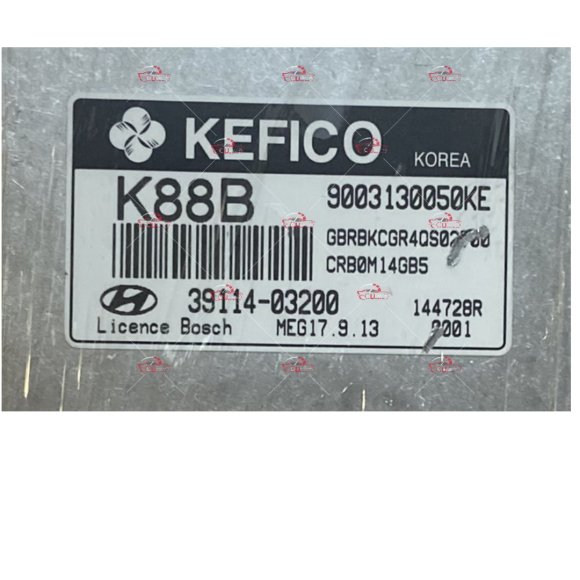 KEFICO KOREA
K88B 9003130050KE
CRB0M14GB5
39114-03200 144728R
Licence Bosch MEG17.9.13